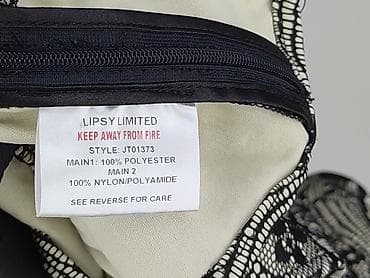 LIPSY LIMITED
KEEP AWAY FROM FIRE
STYLE: JT01373
MAIN1: 100% POLYESTER
MAIN 2
100% NYLON/POLYAMIDE
SEE REVERSE FOR CARE